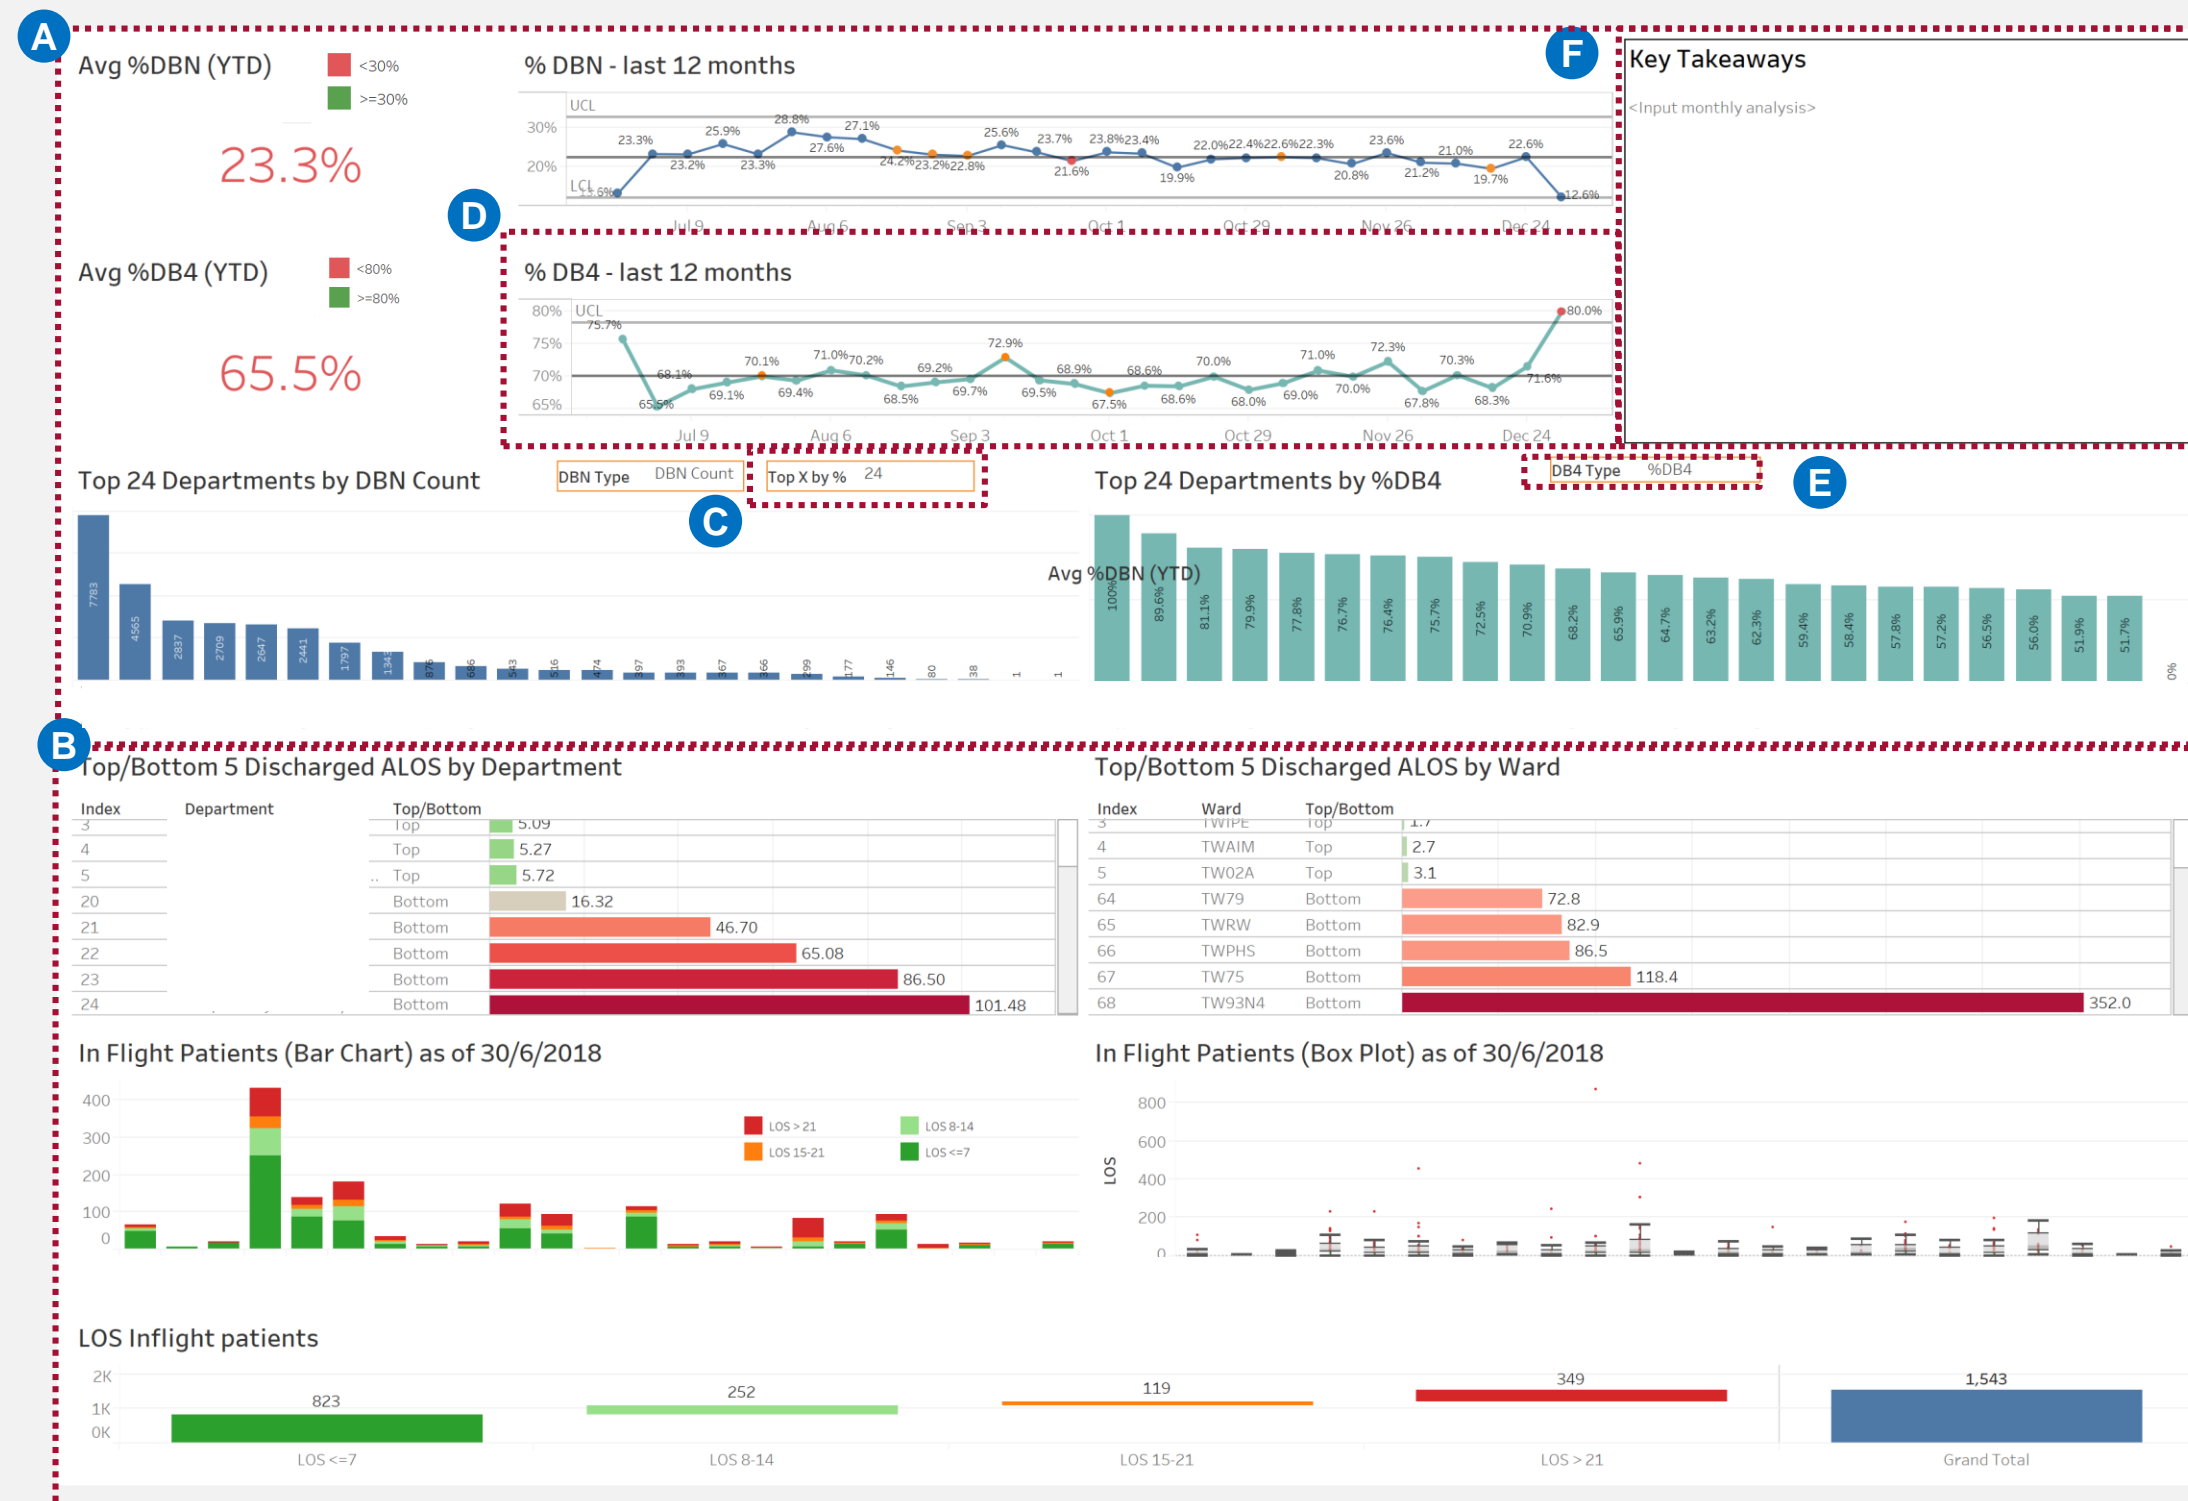 A
Avg %DBN (YTD)
<30%
>=30%
23.3%
% DBN - last 12 months
UCL
30%
20%
LCL
13.6%
23.3%
23.2%
25.9%
23.3%
28.8%
27.6%
27.1%
24.2%
23.2%
22.8%
25.6%
23.7%
21.6%
23.8%
23.4%
19.9%
22.0%
22.4%
22.6%
22.3%
20.8%
23.6%
21.2%
21.0%
19.7%
22.6%
12.6%
Jul 9
Aug 6
Sep 3
Oct 1
Oct 29
Nov 26
Dec 24
F
Key Takeaways
<Input monthly analysis>
D
Avg %DB4 (YTD)
<80%
>=80%
65.5%
% DB4 - last 12 months
80%
UCL
75%
70%
65%
75.7%
65.5%
68.1%
69.1%
70.1%
69.4%
71.0%
70.2%
68.5%
69.2%
69.7%
72.9%
69.5%
68.9%
67.5%
68.6%
68.6%
70.0%
68.0%
69.0%
71.0%
70.0%
72.3%
67.8%
70.3%
68.3%
71.6%
80.0%
Jul 9
Aug 6
Sep 3
Oct 1
Oct 29
Nov 26
Dec 24
Top 24 Departments by DBN Count
DBN Type DBN Count
Top X by % 24
C
7783
4565
2837
2709
2647
2441
1797
1343
876
686
543
516
474
397
393
367
366
299
177
146
80
38
1
1
Top 24 Departments by %DB4
DB4 Type %DB4
E
Avg %DBN (YTD)
100%
89.6%
81.1%
79.9%
77.8%
76.7%
76.4%
75.7%
72.5%
70.9%
68.2%
65.9%
64.7%
63.2%
62.3%
59.4%
58.4%
57.8%
57.2%
56.5%
56.0%
51.9%
51.7%
0%
B
Top/Bottom 5 Discharged ALOS by Department
Index Department Top/Bottom
3 Top 5.09
4 Top 5.27
5 .. Top 5.72
20 Bottom 16.32
21 Bottom 46.70
22 Bottom 65.08
23 Bottom 86.50
24 Bottom 101.48
Top/Bottom 5 Discharged ALOS by Ward
Index Ward Top/Bottom
3 TWIPE Top 1.7
4 TWAIM Top 2.7
5 TW02A Top 3.1
64 TW79 Bottom 72.8
65 TWRW Bottom 82.9
66 TWPHS Bottom 86.5
67 TW75 Bottom 118.4
68 TW93N4 Bottom 352.0
In Flight Patients (Bar Chart) as of 30/6/2018
400
300
200
100
0
LOS > 21
LOS 8-14
LOS 15-21
LOS <=7
In Flight Patients (Box Plot) as of 30/6/2018
LOS
800
600
400
200
0
LOS Inflight patients
2K
1K
0K
823
252
119
349
1,543
LOS <=7
LOS 8-14
LOS 15-21
LOS > 21
Grand Total